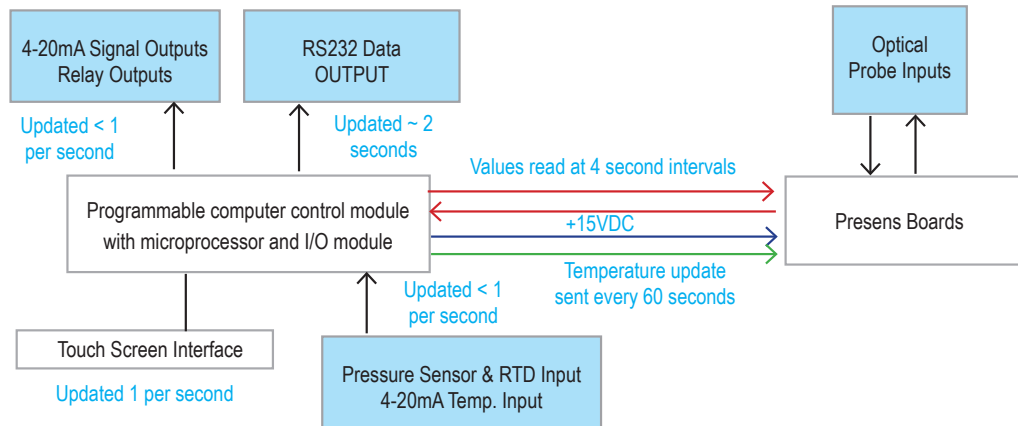 4-20mA Signal Outputs
Relay Outputs
RS232 Data
OUTPUT
Optical
Probe Inputs
Updated < 1
per second
Updated ~ 2
seconds
Values read at 4 second intervals
Programmable computer control module
with microprocessor and I/O module
+15VDC
Presens Boards
Temperature update
sent every 60 seconds
Updated < 1
per second
Touch Screen Interface
Updated 1 per second
Pressure Sensor & RTD Input
4-20mA Temp. Input